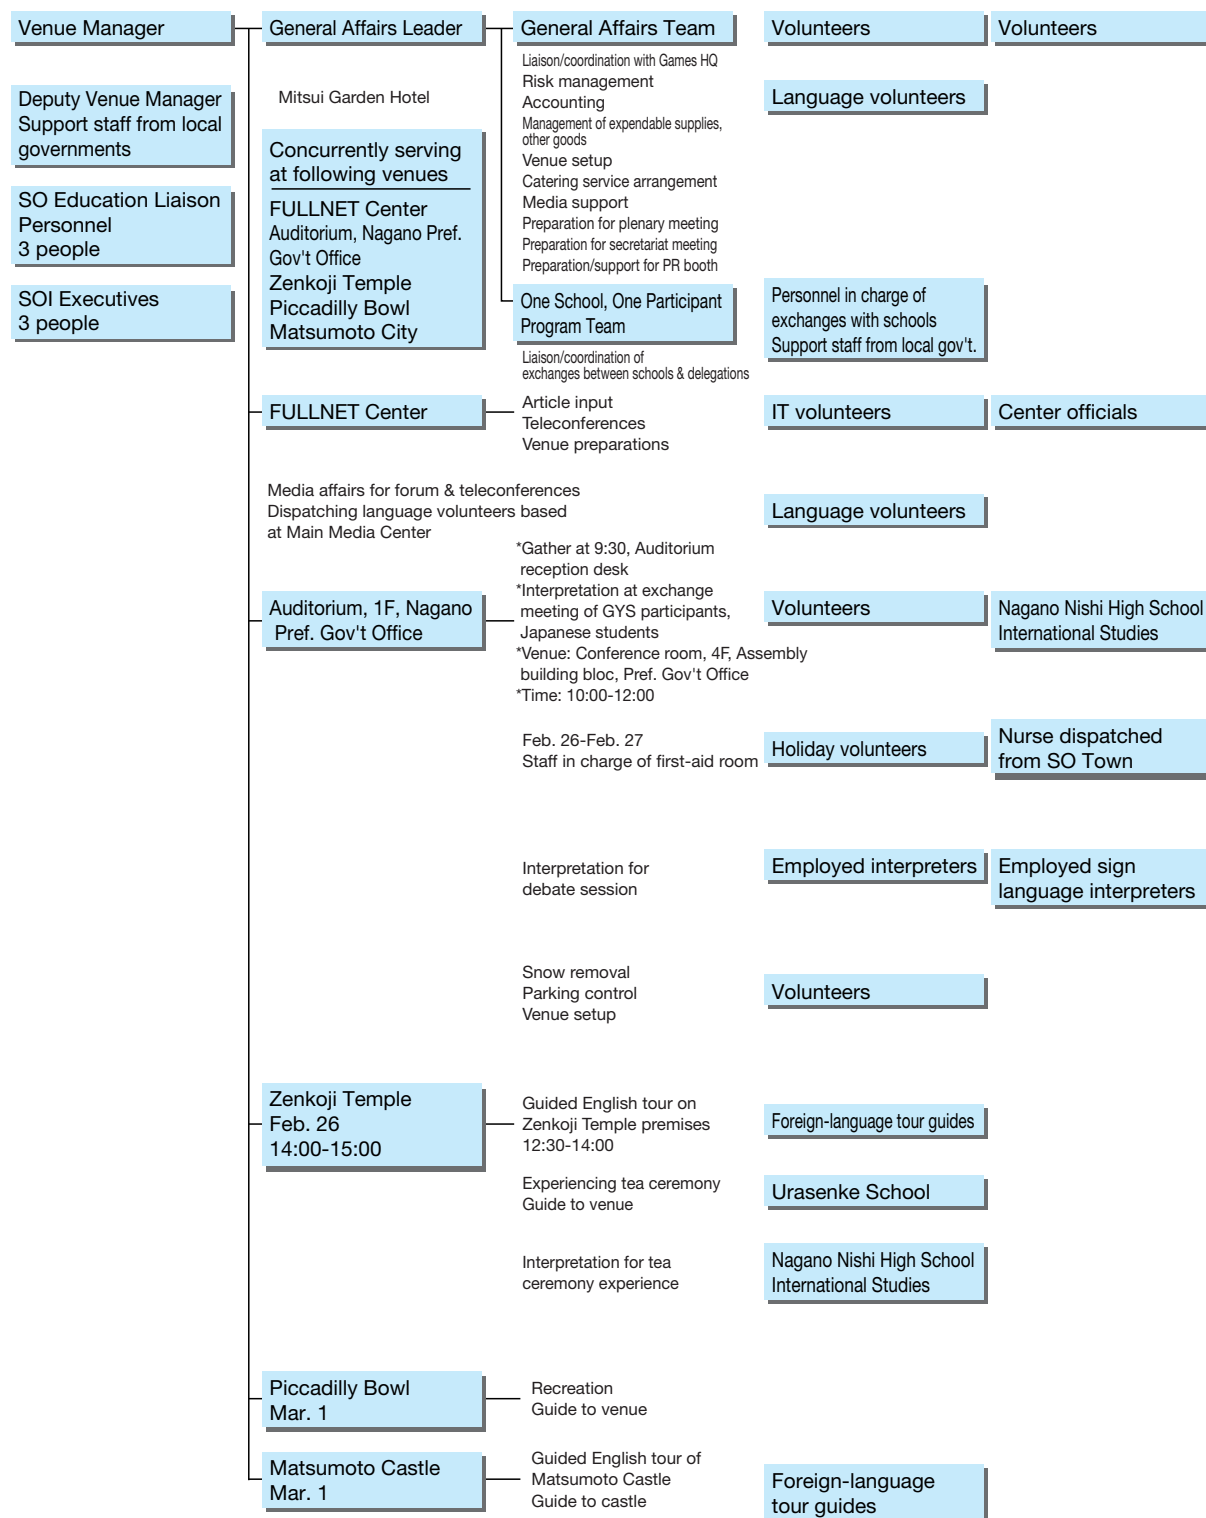 Venue Manager
General Affairs Leader
General Affairs Team
Volunteers
Volunteers
Deputy Venue Manager
Support staff from local
governments
SO Education Liaison
Personnel
3 people
SOI Executives
3 people
Mitsui Garden Hotel
Concurrently serving
at following venues
FULLNET Center
Auditorium, Nagano Pref.
Gov't Office
Zenkoji Temple
Piccadilly Bowl
Matsumoto City
Liaison/coordination with Games HQ
Risk management
Accounting
Management of expendable supplies,
other goods
Venue setup
Catering service arrangement
Media support
Preparation for plenary meeting
Preparation for secretariat meeting
Preparation/support for PR booth
Language volunteers
One School, One Participant
Program Team
Liaison/coordination of
exchanges between schools & delegations
Personnel in charge of
exchanges with schools
Support staff from local gov't.
FULLNET Center
Article input
Teleconferences
Venue preparations
IT volunteers
Center officials
Media affairs for forum & teleconferences
Dispatching language volunteers based
at Main Media Center
Language volunteers
Auditorium, 1F, Nagano
Pref. Gov't Office
*Gather at 9:30, Auditorium
reception desk
*Interpretation at exchange
meeting of GYS participants,
Japanese students
*Venue: Conference room, 4F, Assembly
building bloc, Pref. Gov't Office
*Time: 10:00-12:00
Volunteers
Nagano Nishi High School
International Studies
Feb. 26-Feb. 27
Staff in charge of first-aid room
Holiday volunteers
Nurse dispatched
from SO Town
Interpretation for
debate session
Employed interpreters
Employed sign
language interpreters
Snow removal
Parking control
Venue setup
Volunteers
Zenkoji Temple
Feb. 26
14:00-15:00
Guided English tour on
Zenkoji Temple premises
12:30-14:00
Foreign-language tour guides
Experiencing tea ceremony
Guide to venue
Urasenke School
Interpretation for tea
ceremony experience
Nagano Nishi High School
International Studies
Piccadilly Bowl
Mar. 1
Recreation
Guide to venue
Matsumoto Castle
Mar. 1
Guided English tour of
Matsumoto Castle
Guide to castle
Foreign-language
tour guides